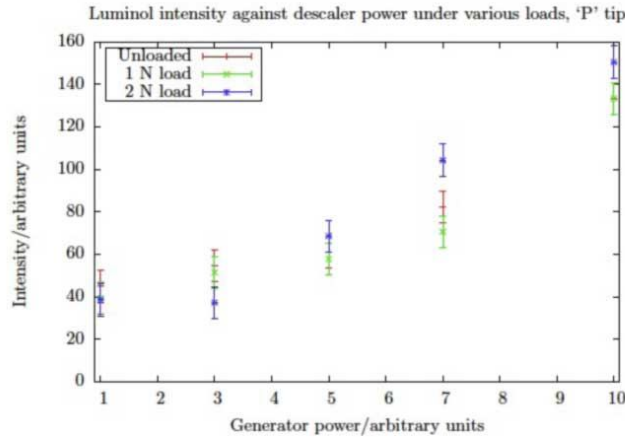 Luminol intensity against descaler power under various loads, ‘P’ tip
160
140
120
100
80
60
40
20
0
Intensity/arbitrary units
Unloaded
1 N load
2 N load
1 2 3 4 5 6 7 8 9 10
Generator power/arbitrary units